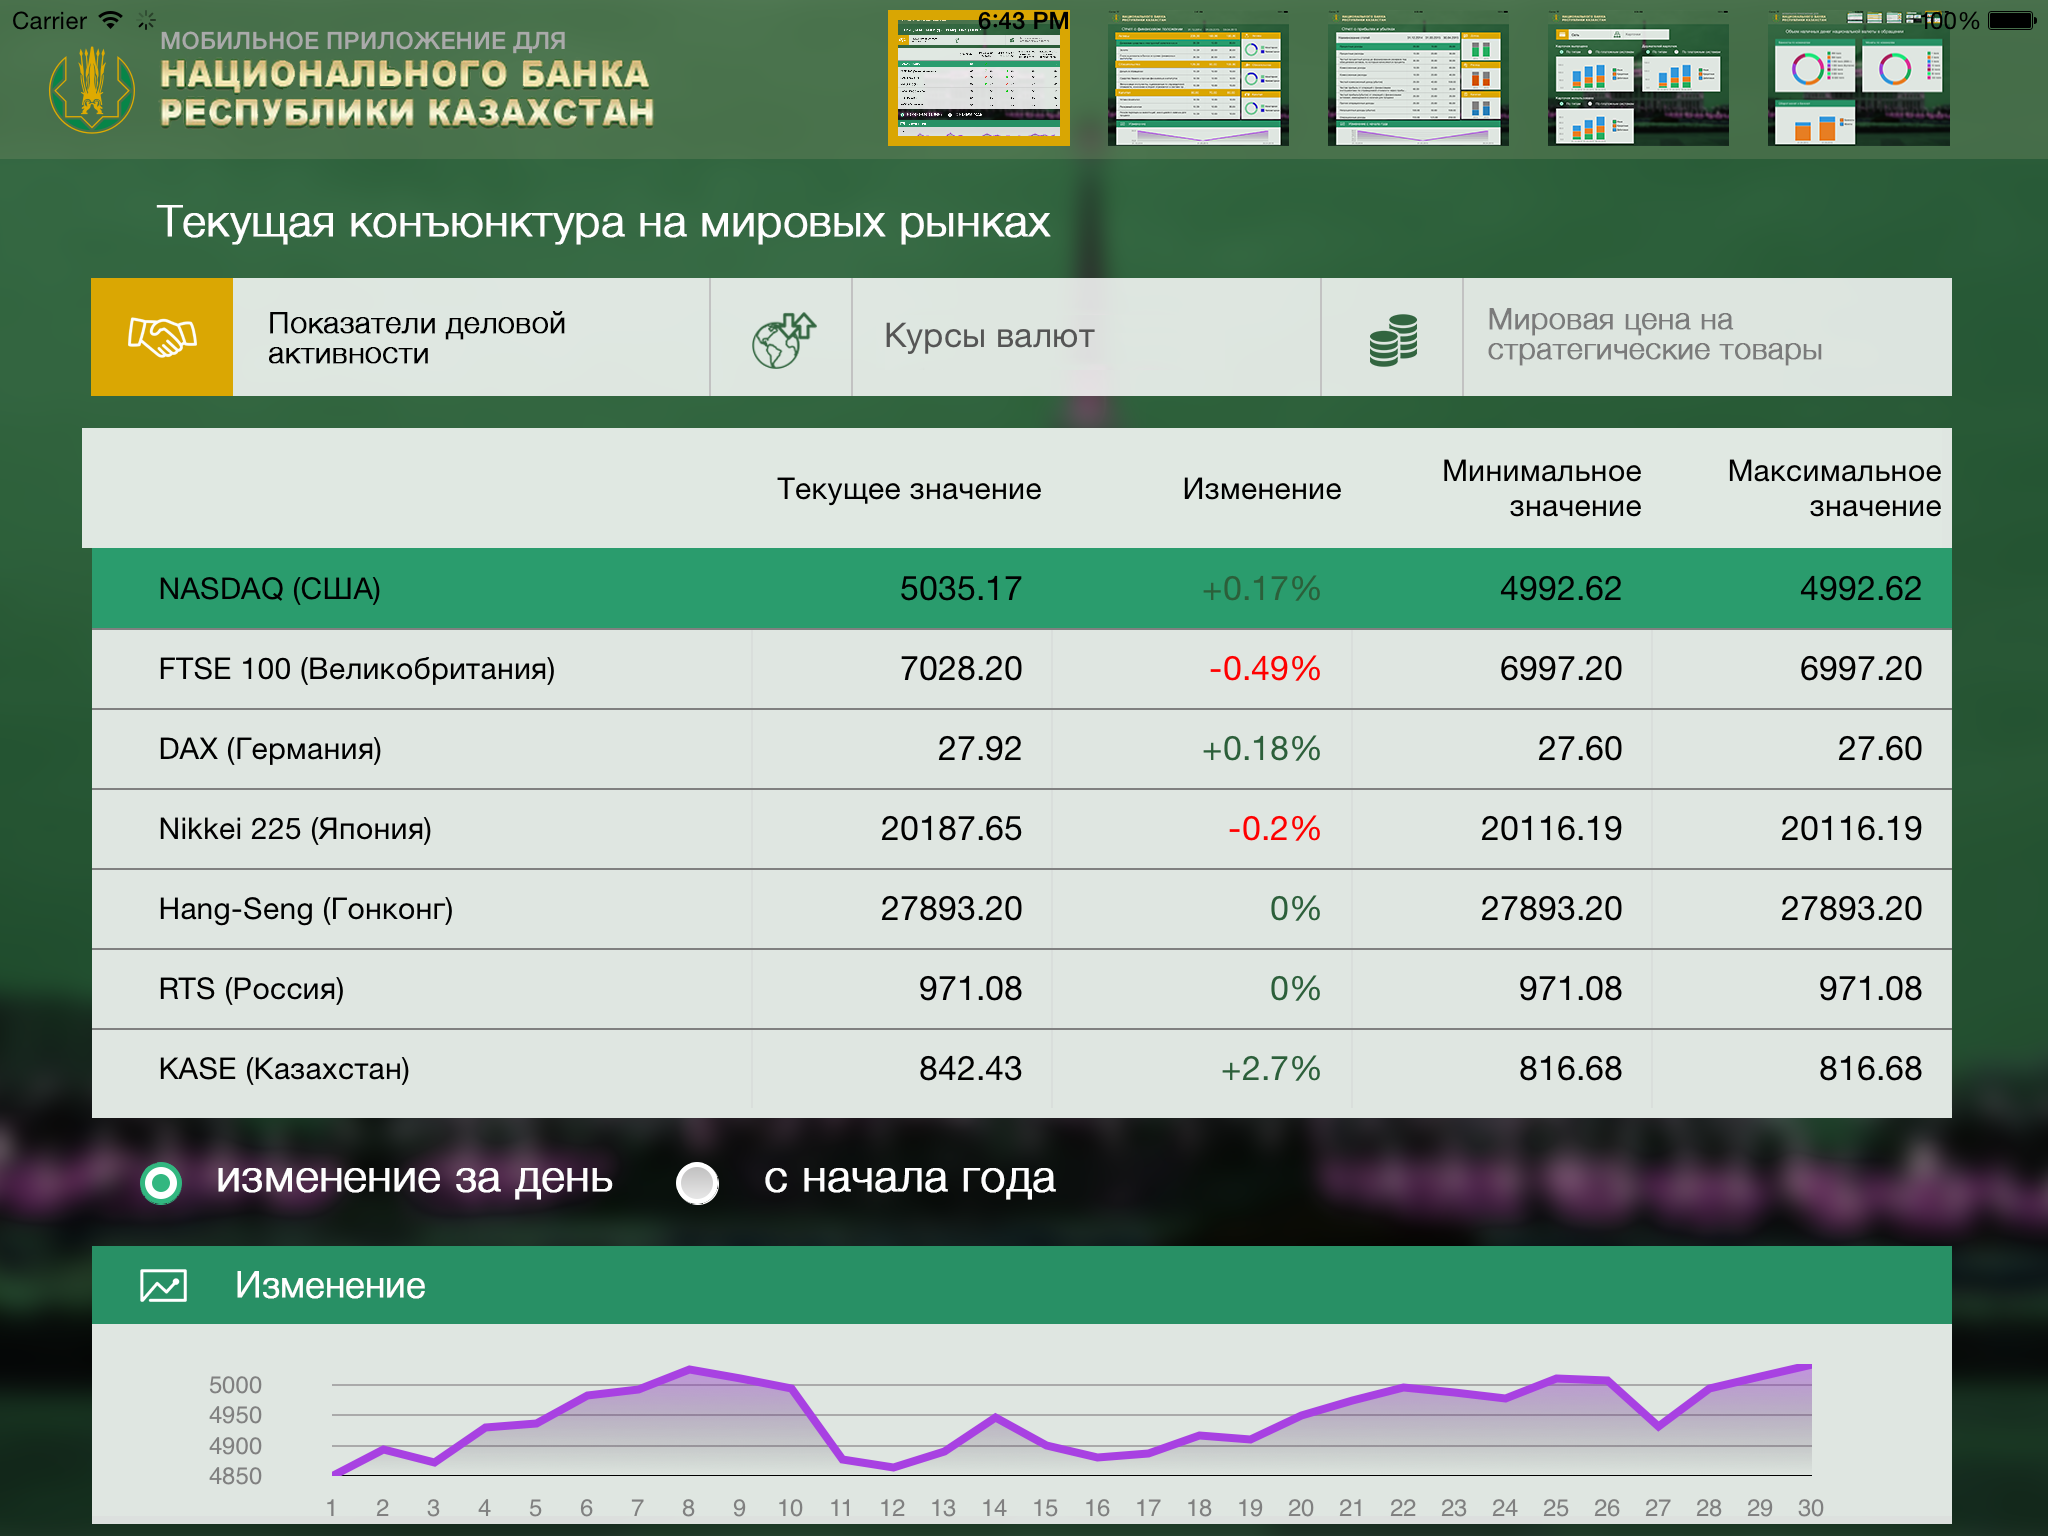 Carrier
6:43 PM
100%
МОБИЛЬНОЕ ПРИЛОЖЕНИЕ ДЛЯ
НАЦИОНАЛЬНОГО БАНКА
РЕСПУБЛИКИ КАЗАХСТАН
Текущая конъюнктура на мировых рынках
Показатели деловой
активности
Курсы валют
Мировая цена на
стратегические товары
Текущее значение Изменение Минимальное значение Максимальное значение
NASDAQ (США) 5035.17 +0.17% 4992.62 4992.62
FTSE 100 (Великобритания) 7028.20 -0.49% 6997.20 6997.20
DAX (Германия) 27.92 +0.18% 27.60 27.60
Nikkei 225 (Япония) 20187.65 -0.2% 20116.19 20116.19
Hang-Seng (Гонконг) 27893.20 0% 27893.20 27893.20
RTS (Россия) 971.08 0% 971.08 971.08
KASE (Казахстан) 842.43 +2.7% 816.68 816.68
изменение за день с начала года
Изменение
5000
4950
4900
4850
1 2 3 4 5 6 7 8 9 10 11 12 13 14 15 16 17 18 19 20 21 22 23 24 25 26 27 28 29 30